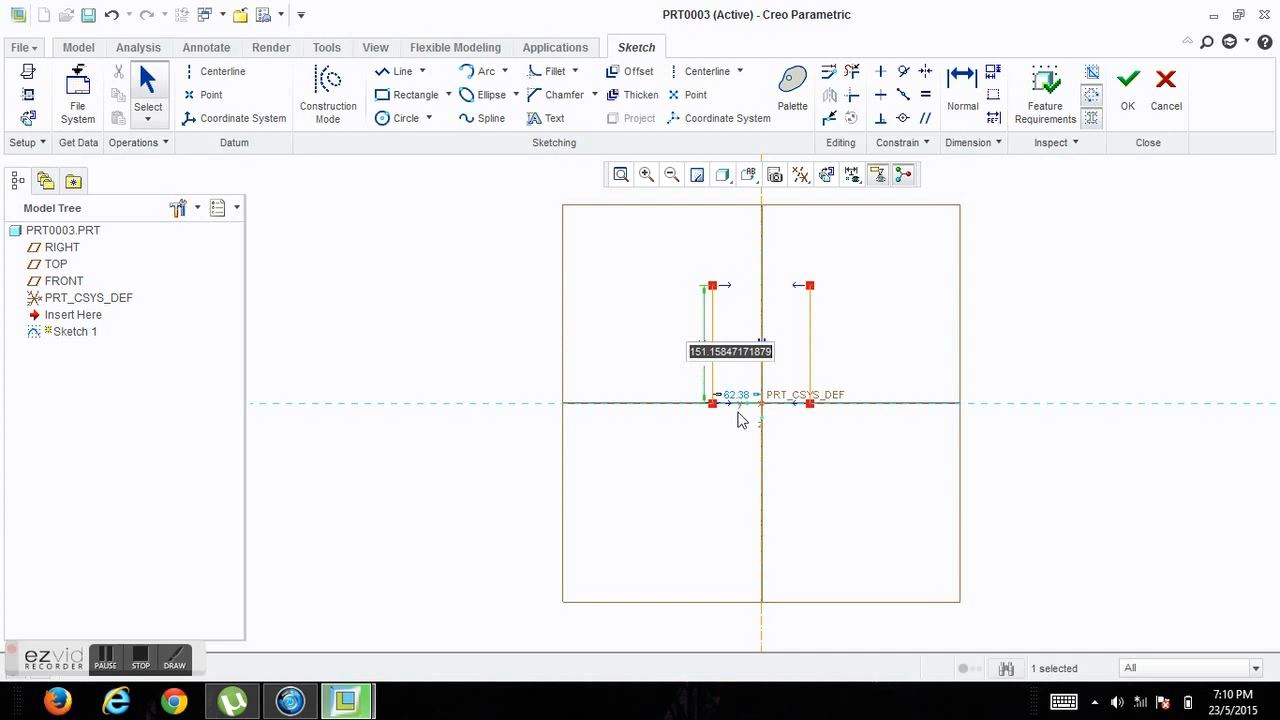 PRT0003 (Active) - Creo Parametric
File Model Analysis Annotate Render Tools View Flexible Modeling Applications Sketch
File System
Select
Centerline
Point
Coordinate System
Construction Mode
Line Arc Fillet Offset Centerline
Rectangle Ellipse Chamfer Thicken Point
Circle Spline Text Project Coordinate System
Palette
Normal
Feature Requirements
OK
Cancel
Setup Get Data Operations Datum Sketching Editing Constrain Dimension Inspect Close
Model Tree
PRT0003.PRT
RIGHT
TOP
FRONT
PRT_CSYS_DEF
Insert Here
Sketch 1
151.15847171879
62.38
PRT_CSYS_DEF
ezvid
RECORDER
PAUSE
STOP
DRAW
1 selected
All
7:10 PM
23/5/2015